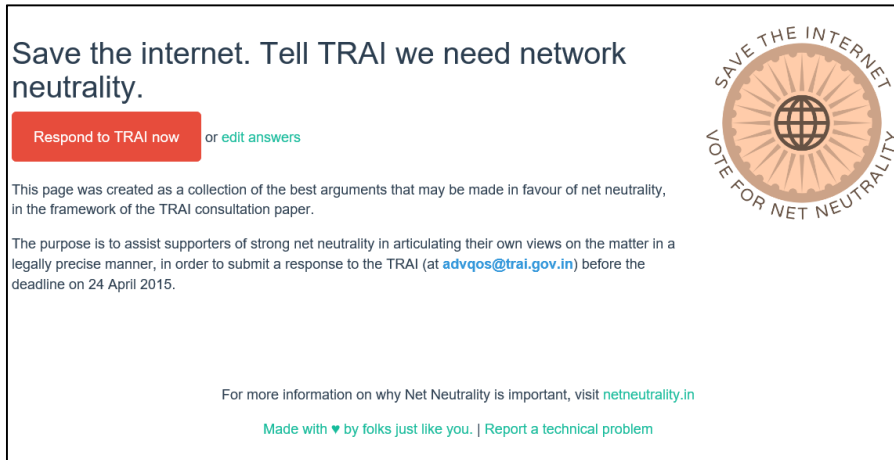 Save the internet. Tell TRAI we need network
neutrality.
Respond to TRAI now or edit answers
This page was created as a collection of the best arguments that may be made in favour of net neutrality,
in the framework of the TRAI consultation paper.
The purpose is to assist supporters of strong net neutrality in articulating their own views on the matter in a
legally precise manner, in order to submit a response to the TRAI (at advqos@trai.gov.in) before the
deadline on 24 April 2015.
SAVE THE INTERNET
VOTE FOR NET NEUTRALITY
For more information on why Net Neutrality is important, visit netneutrality.in
Made with ♥ by folks just like you. | Report a technical problem